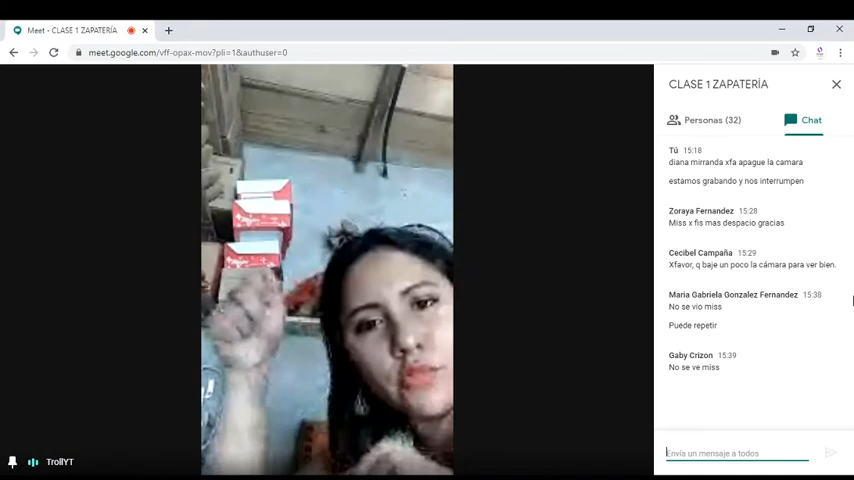 Meet - CLASE 1 ZAPATERÍA
meet.google.com/vff-opax-mov?pli=1&authuser=0
CLASE 1 ZAPATERÍA
Personas (32)
Chat
Tú 15:18
diana mirranda xfa apague la camara
estamos grabando y nos interrumpen
Zoraya Fernandez 15:28
Miss x fis mas despacio gracias
Cecibel Campaña 15:29
Xfavor, q baje un poco la cámara para ver bien.
Maria Gabriela Gonzalez Fernandez 15:38
No se vio miss
Puede repetir
Gaby Crizon 15:39
No se ve miss
Envía un mensaje a todos
TrollYT